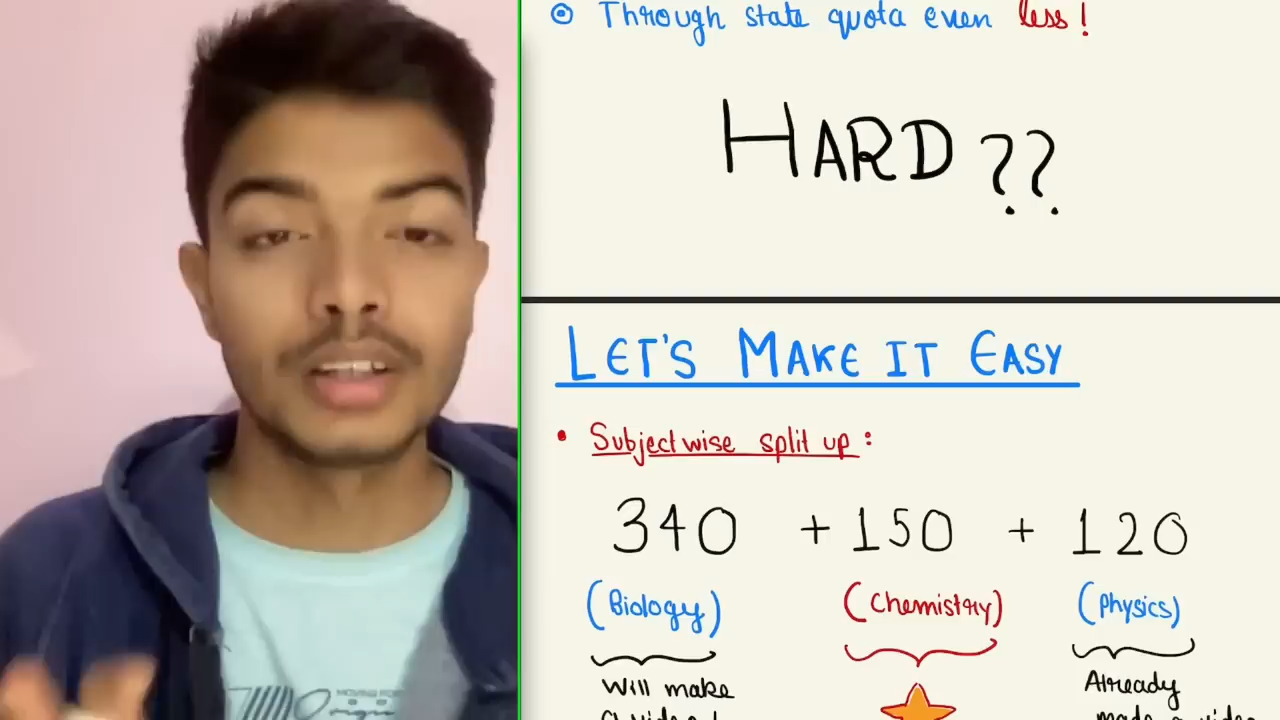 Through state quota even less!
HARD ??
LET'S MAKE IT EASY
Subjectwise split up:
340 + 150 + 120
(Biology) (Chemistry) (Physics)
Will make Already
Origin